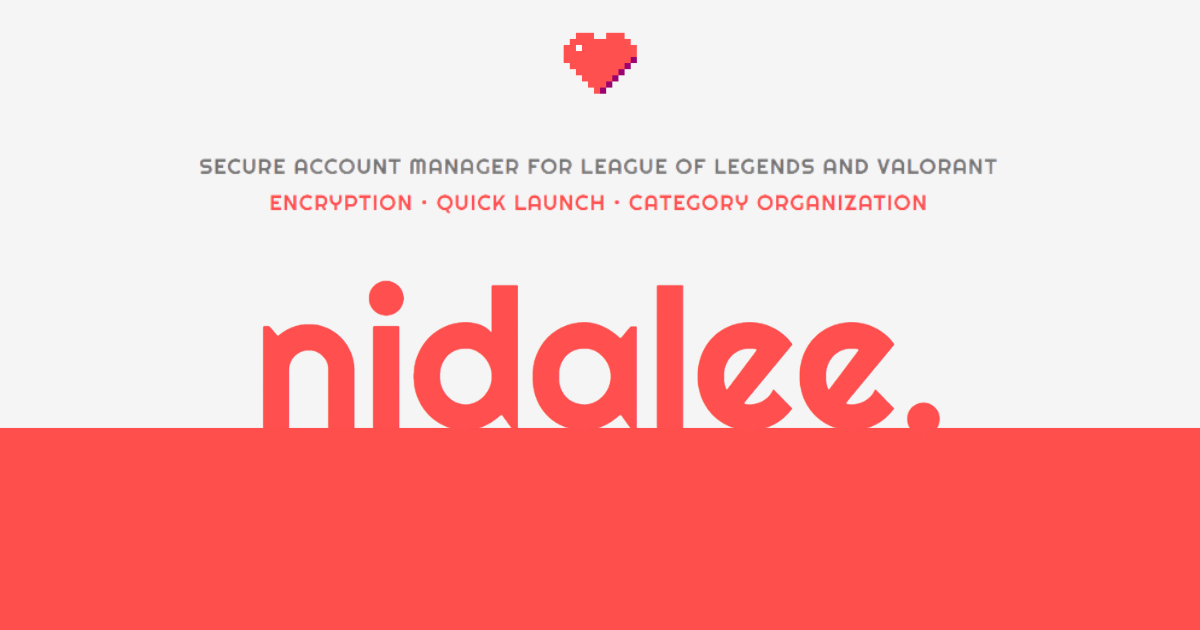 SECURE ACCOUNT MANAGER FOR LEAGUE OF LEGENDS AND VALORANT
ENCRYPTION · QUICK LAUNCH · CATEGORY ORGANIZATION
nidalee.